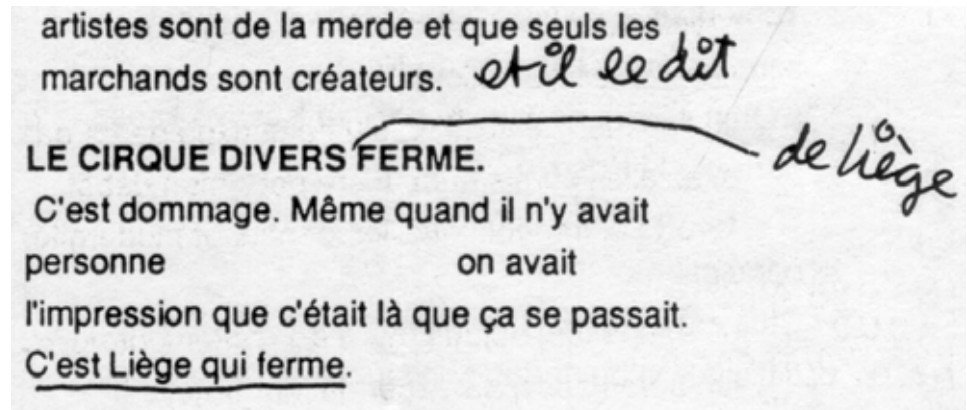 artistes sont de la merde et que seuls les
marchands sont créateurs. et il le dit
LE CIRQUE DIVERS FERME. de liège
C'est dommage. Même quand il n'y avait
personne on avait
l'impression que c'était là que ça se passait.
C'est Liège qui ferme.